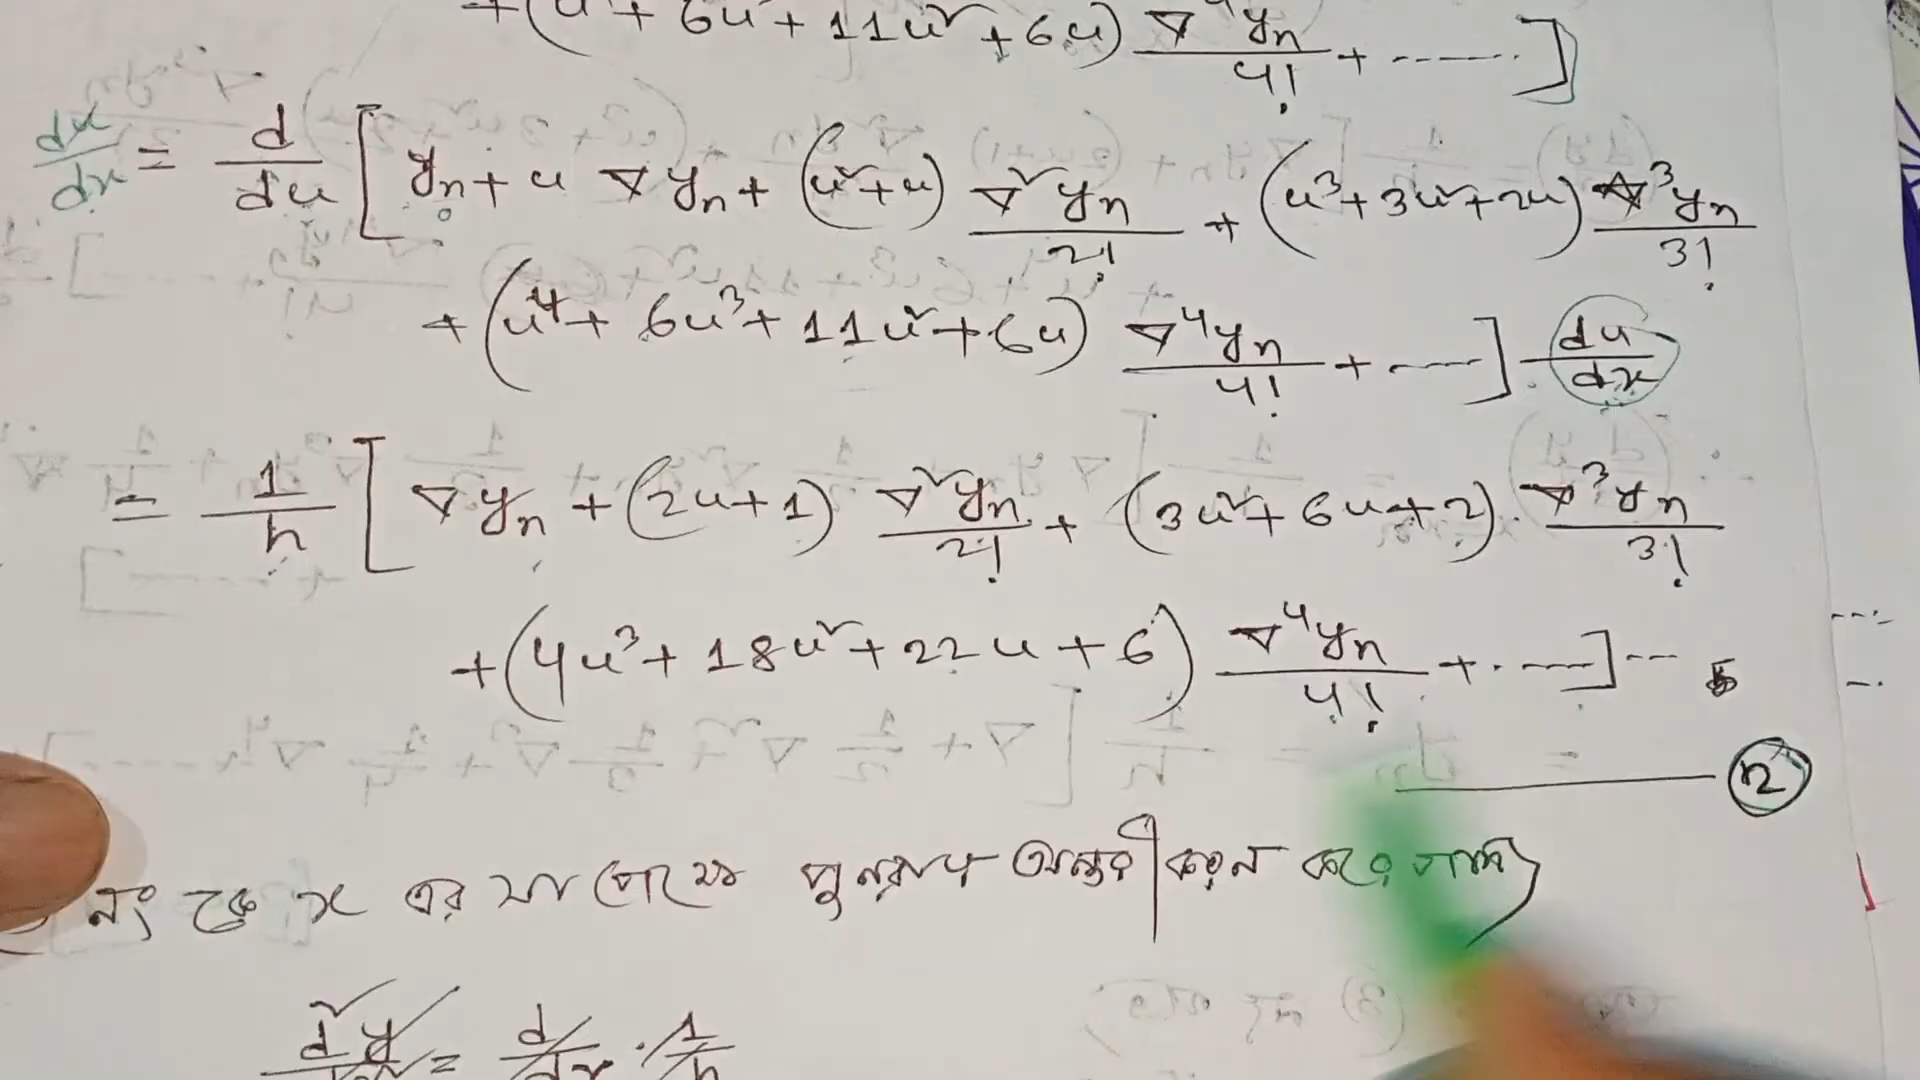 +(u⁴ + 6u³ + 11u² + 6u) ∇⁴yₙ/4! + ------]
dy/dx = d/du [yₙ + u ∇yₙ + (u²+u) ∇²yₙ/2! + (u³+3u²+2u) ∇³yₙ/3!
+ (u⁴ + 6u³ + 11u² + 6u) ∇⁴yₙ/4! + ----] du/dx
= 1/h [∇yₙ + (2u+1) ∇²yₙ/2! + (3u²+6u+2) · ∇³yₙ/3!
+ (4u³ + 18u² + 22u + 6) ∇⁴yₙ/4! + ·----] ---
২
নং কে x এর সাপেক্ষে পুনরায় অন্তরীকরণ করে পাই,
d²y = d/dx · 1/h